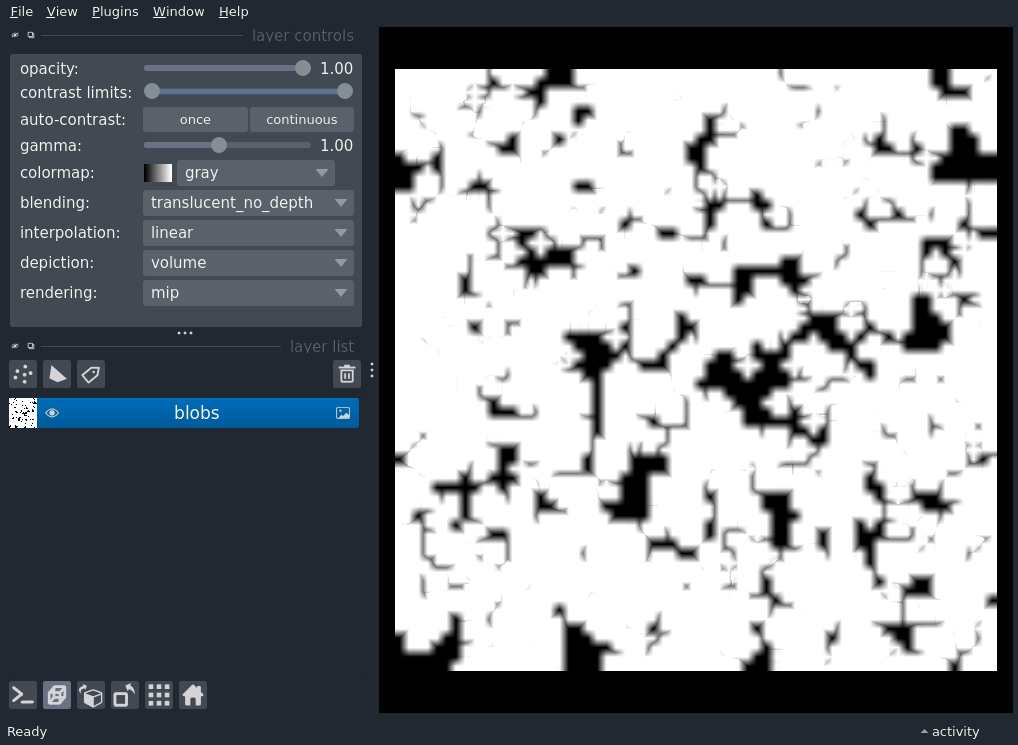 File View Plugins Window Help
layer controls
opacity: 1.00
contrast limits:
auto-contrast: once continuous
gamma: 1.00
colormap: gray
blending: translucent_no_depth
interpolation: linear
depiction: volume
rendering: mip
layer list
blobs
Ready activity